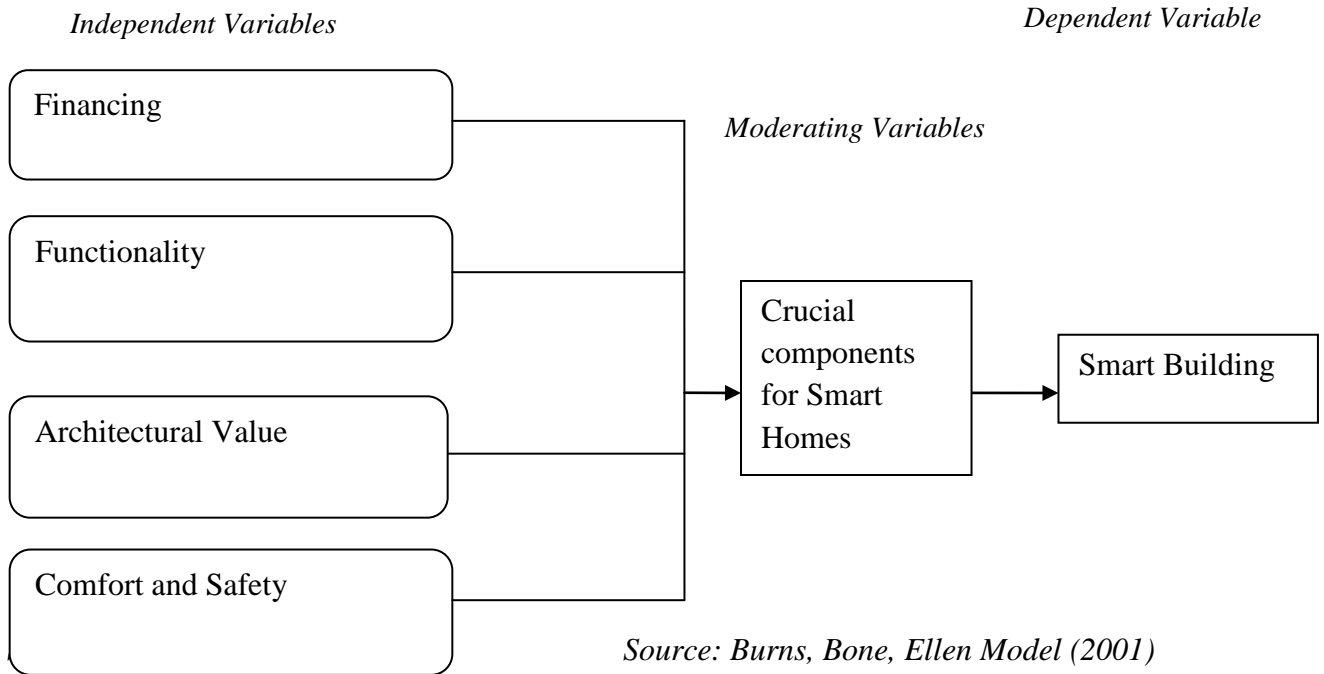 Independent Variables
Dependent Variable
Financing
Moderating Variables
Functionality
Crucial
components
for Smart
Homes
Smart Building
Architectural Value
Comfort and Safety
Source: Burns, Bone, Ellen Model (2001)